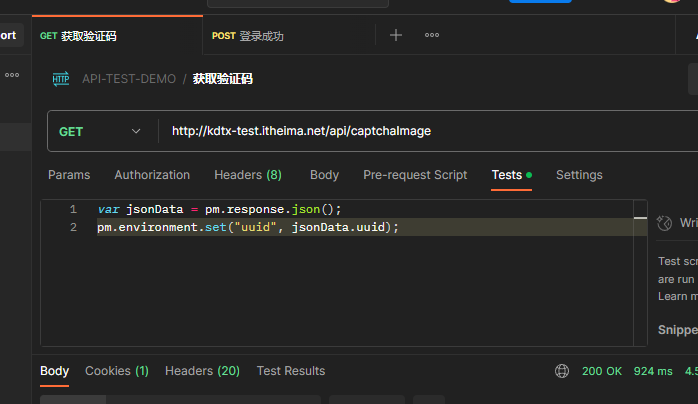 ort
GET 获取验证码
POST 登录成功
API-TEST-DEMO / 获取验证码
GET
http://kdtx-test.itheima.net/api/captchaImage
Params Authorization Headers (8) Body Pre-request Script Tests Settings
1 var jsonData = pm.response.json();
2 pm.environment.set("uuid", jsonData.uuid);
Wri
Test scr
are run
Learn m
Snippe
Body Cookies (1) Headers (20) Test Results 200 OK 924 ms 4.5